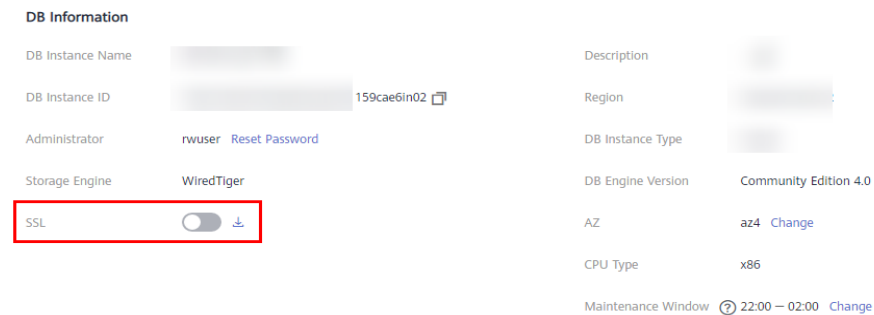 DB Information
DB Instance Name
Description
DB Instance ID 159cae6in02
Region
Administrator rwuser Reset Password
DB Instance Type
Storage Engine WiredTiger
DB Engine Version Community Edition 4.0
SSL
AZ az4 Change
CPU Type x86
Maintenance Window ? 22:00 — 02:00 Change